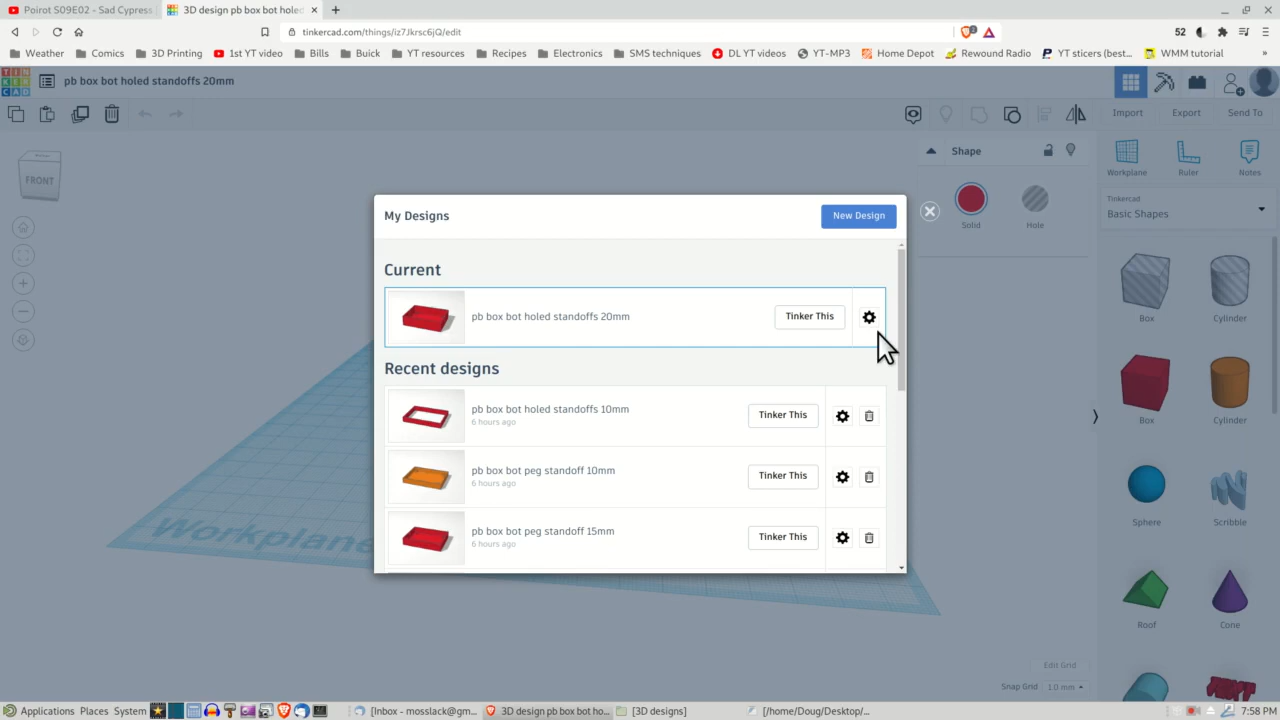 Poirot S09E02 - Sad Cypress
3D design pb box bot holed
tinkercad.com/things/iz7Jkrsc6jQ/edit
52
Weather
Comics
3D Printing
1st YT video
Bills
Buick
YT resources
Recipes
Electronics
SMS techniques
DL YT videos
YT-MP3
Home Depot
Rewound Radio
YT sticers (best...
WMM tutorial
»
TIN
KER
CAD
pb box bot holed standoffs 20mm
Import
Export
Send To
FRONT
Shape
Solid
Hole
Workplane
Ruler
Notes
Tinkercad
Basic Shapes
Box
Cylinder
Box
Cylinder
Sphere
Scribble
Roof
Cone
My Designs
New Design
Current
pb box bot holed standoffs 20mm
Tinker This
Recent designs
pb box bot holed standoffs 10mm
6 hours ago
Tinker This
pb box bot peg standoff 10mm
6 hours ago
Tinker This
pb box bot peg standoff 15mm
6 hours ago
Tinker This
Workplane
Edit Grid
Snap Grid 1.0 mm
Applications
Places
System
[Inbox - mosslack@gm...
3D design pb box bot ho...
[3D designs]
[/home/Doug/Desktop/...
7:58 PM